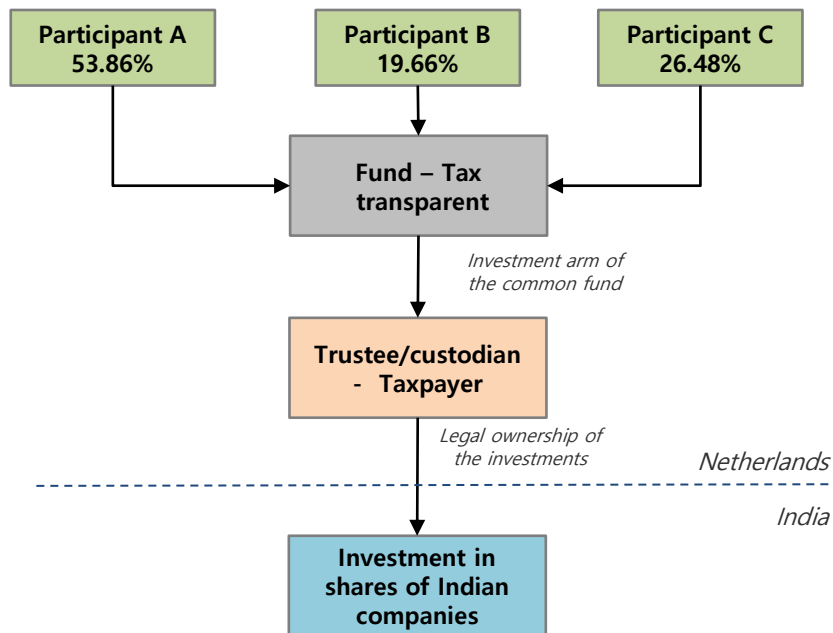 Participant A
53.86%
Participant B
19.66%
Participant C
26.48%
Fund – Tax
transparent
Investment arm of
the common fund
Trustee/custodian
- Taxpayer
Legal ownership of
the investments
Netherlands
India
Investment in
shares of Indian
companies